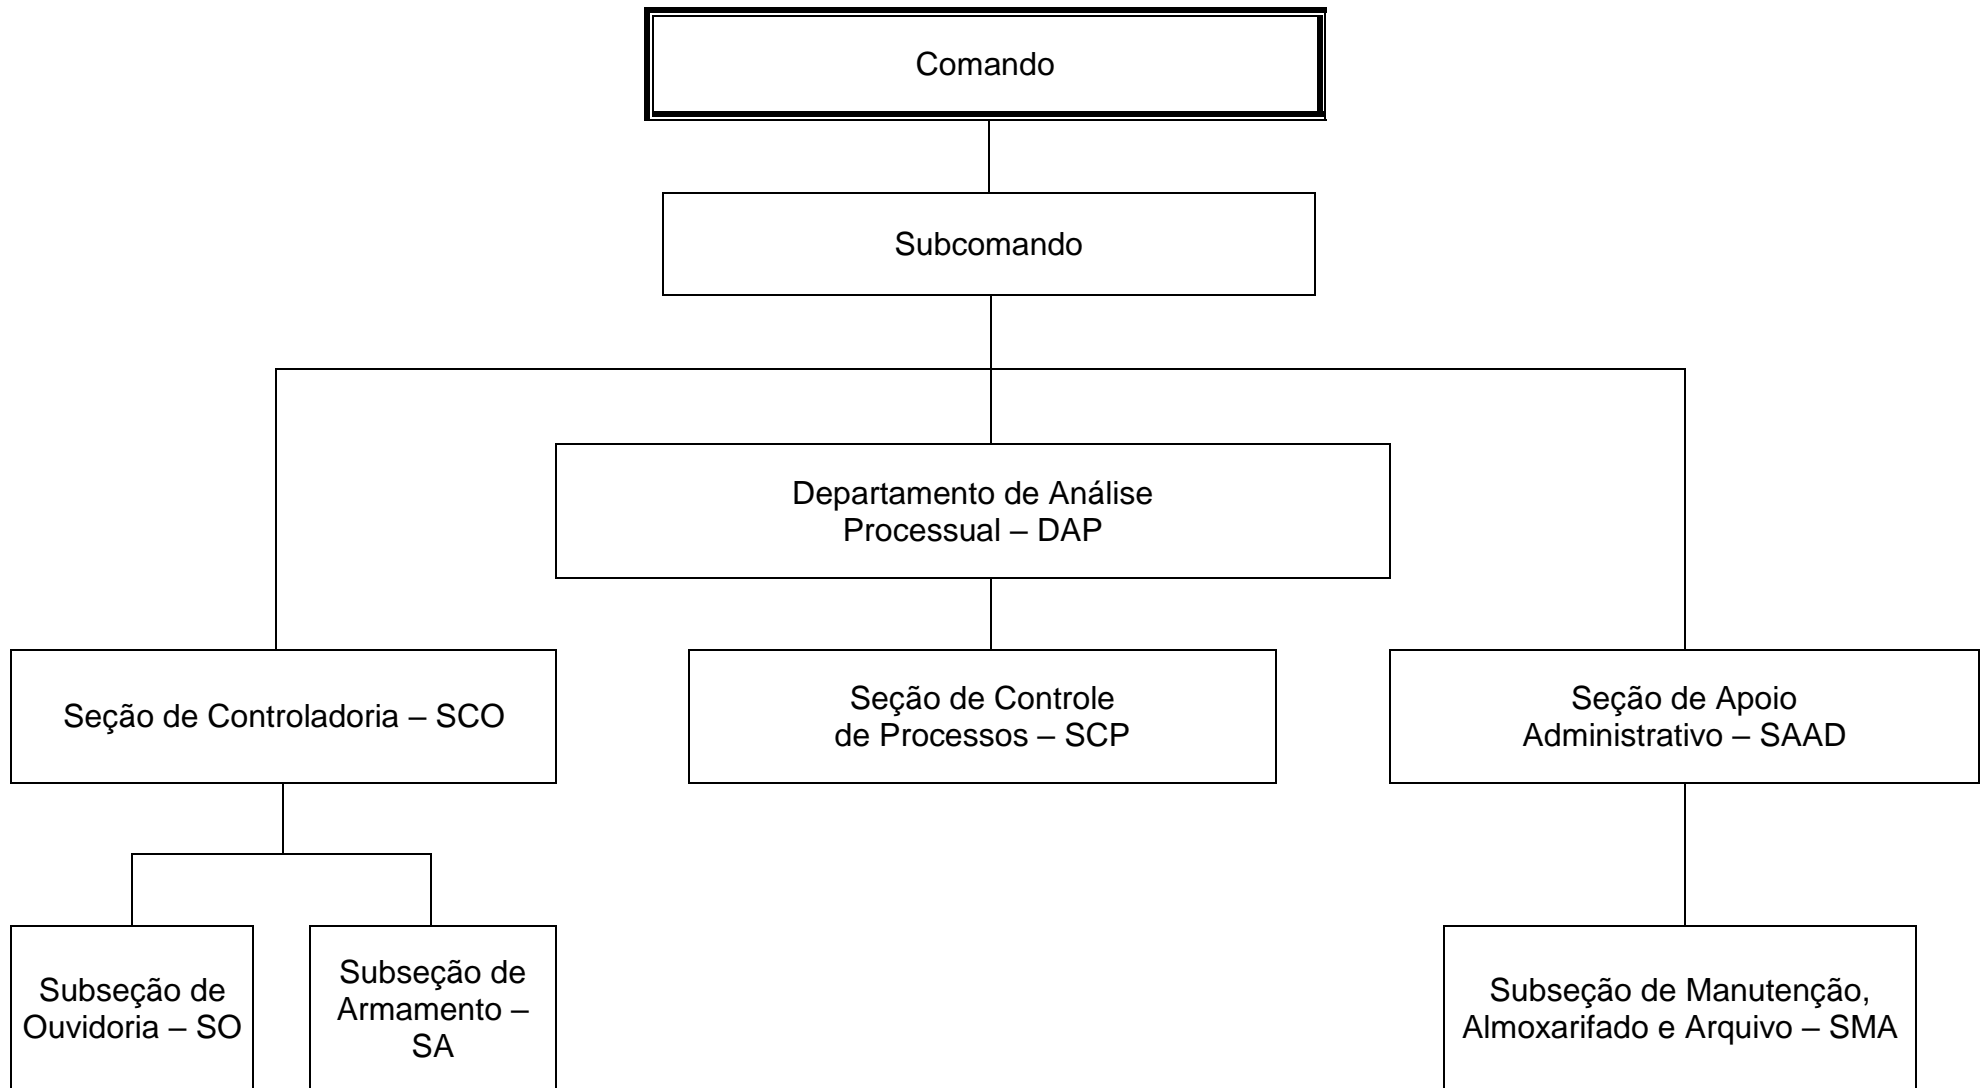 Comando
Subcomando
Departamento de Análise
Processual – DAP
Seção de Controladoria – SCO
Seção de Controle
de Processos – SCP
Seção de Apoio
Administrativo – SAAD
Subseção de
Ouvidoria – SO
Subseção de
Armamento –
SA
Subseção de Manutenção,
Almoxarifado e Arquivo – SMA